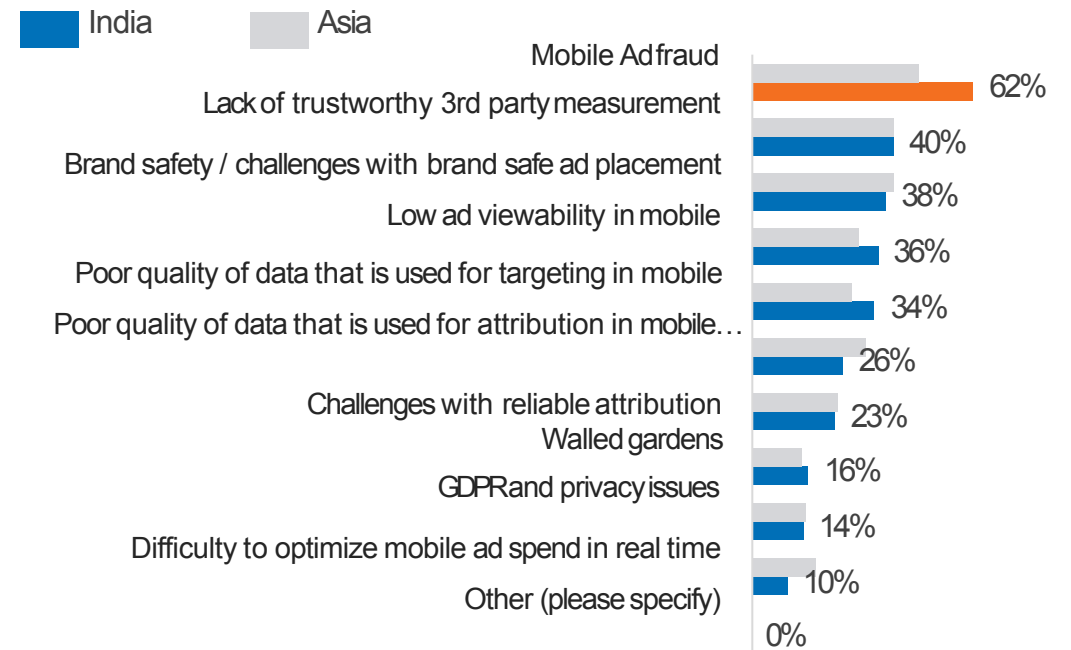 India Asia
Mobile Adfraud
62%
Lack of trustworthy 3rd party measurement
40%
Brand safety / challenges with brand safe ad placement
38%
Low ad viewability in mobile
36%
Poor quality of data that is used for targeting in mobile
34%
Poor quality of data that is used for attribution in mobile…
26%
Challenges with reliable attribution
23%
Walled gardens
16%
GDPR and privacy issues
14%
Difficulty to optimize mobile ad spend in real time
10%
Other (please specify)
0%